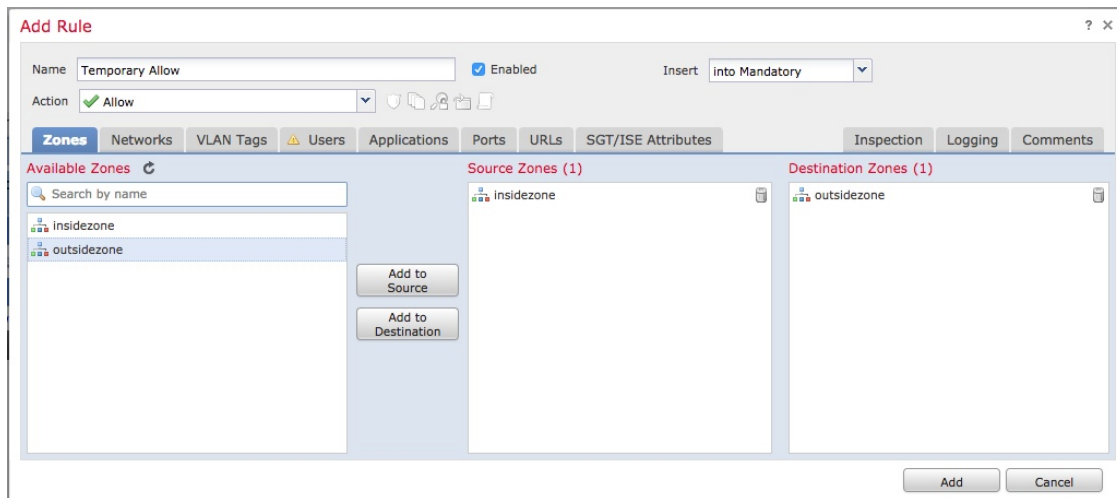 Add Rule
? ×
Name Temporary Allow Enabled Insert into Mandatory
Action Allow
Zones Networks VLAN Tags Users Applications Ports URLs SGT/ISE Attributes Inspection Logging Comments
Available Zones Source Zones (1) Destination Zones (1)
Search by name insidezone outsidezone
insidezone
outsidezone
Add to
Source
Add to
Destination
Add Cancel